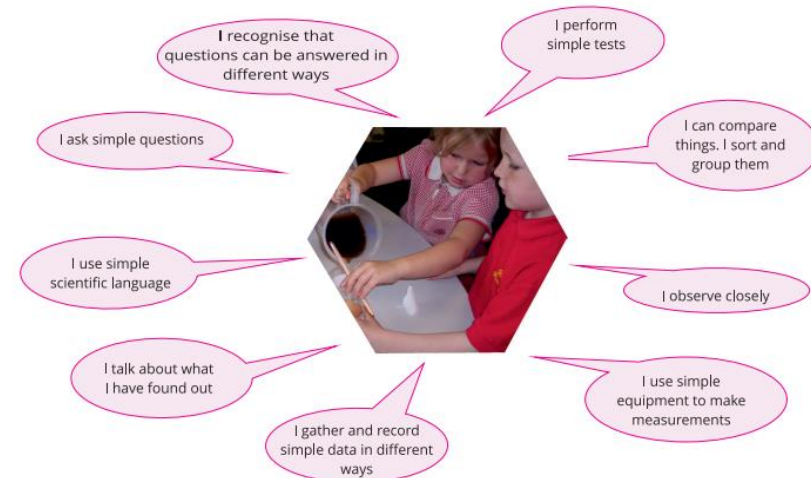 I recognise that
questions can be answered in
different ways
I perform
simple tests
I ask simple questions
I can compare
things. I sort and
group them
I use simple
scientific language
I observe closely
I talk about what
I have found out
I use simple
equipment to make
measurements
I gather and record
simple data in different
ways